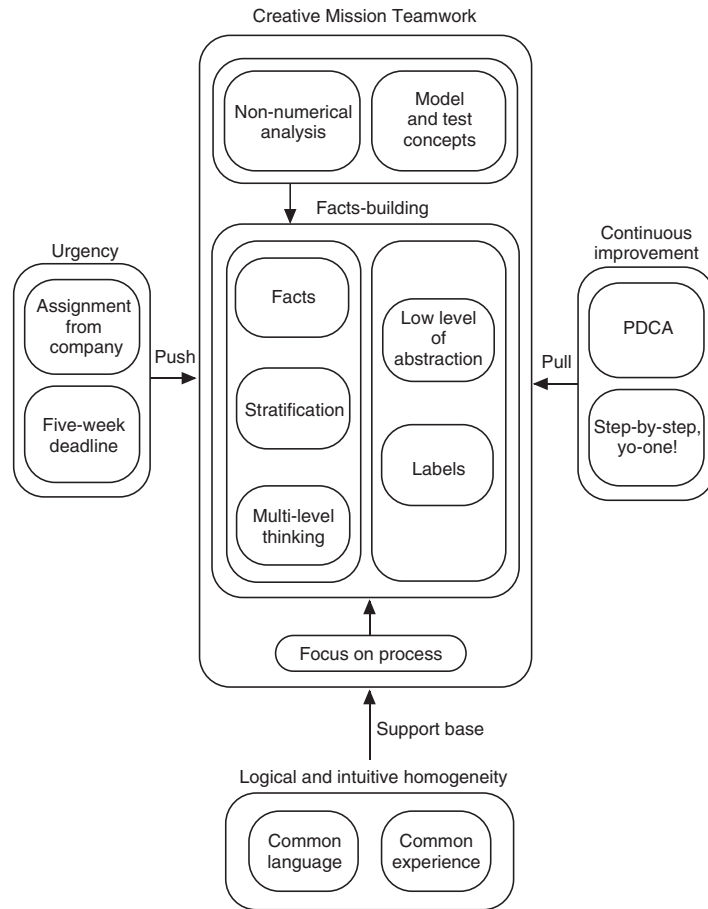 Creative Mission Teamwork
Non-numerical
analysis
Model
and test
concepts
Facts-building
Urgency
Assignment
from
company
Five-week
deadline
Push
Facts
Stratification
Multi-level
thinking
Low level
of
abstraction
Labels
Continuous
improvement
PDCA
Step-by-step,
yo-one!
Pull
Focus on process
Support base
Logical and intuitive homogeneity
Common
language
Common
experience